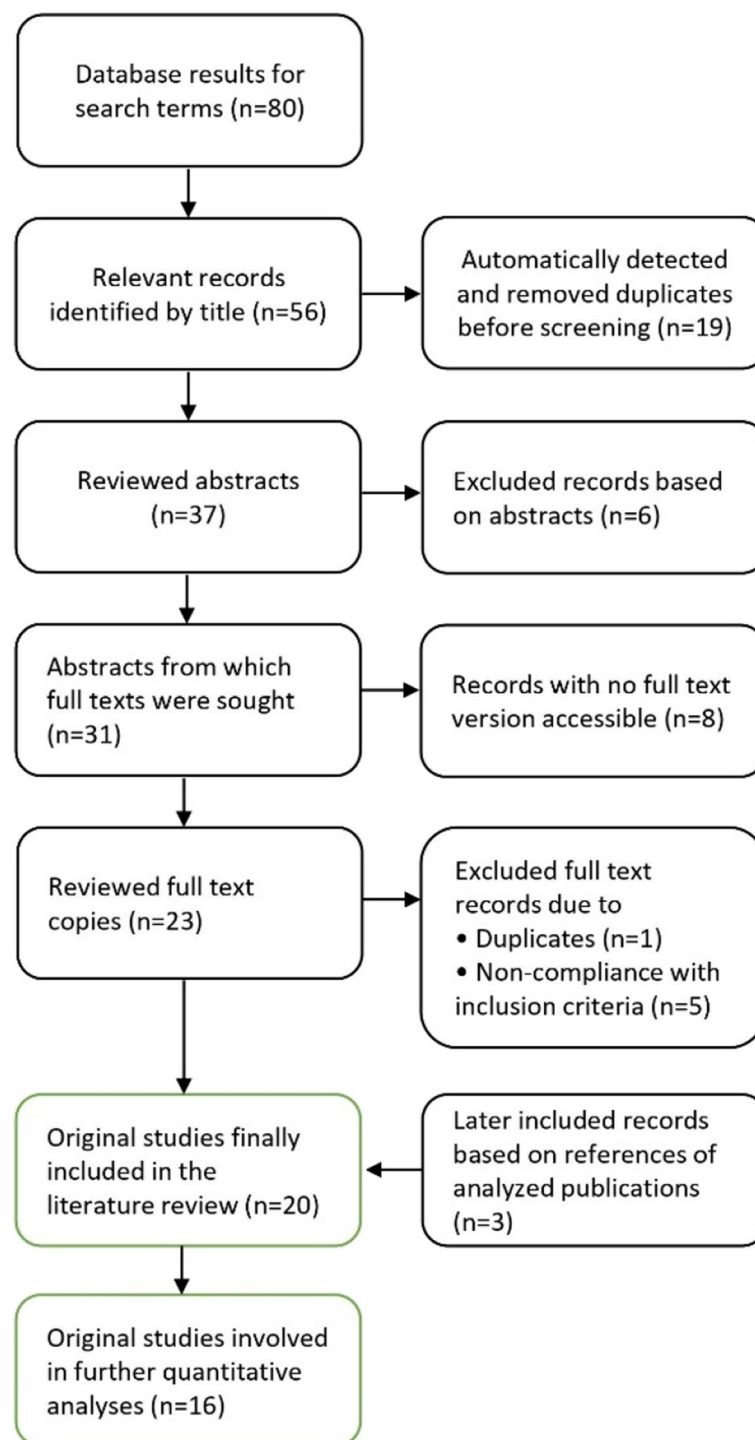 Database results for
search terms (n=80)
Relevant records
identified by title (n=56)
Automatically detected
and removed duplicates
before screening (n=19)
Reviewed abstracts
(n=37)
Excluded records based
on abstracts (n=6)
Abstracts from which
full texts were sought
(n=31)
Records with no full text
version accessible (n=8)
Reviewed full text
copies (n=23)
Excluded full text
records due to
• Duplicates (n=1)
• Non-compliance with
inclusion criteria (n=5)
Original studies finally
included in the
literature review (n=20)
Later included records
based on references of
analyzed publications
(n=3)
Original studies involved
in further quantitative
analyses (n=16)